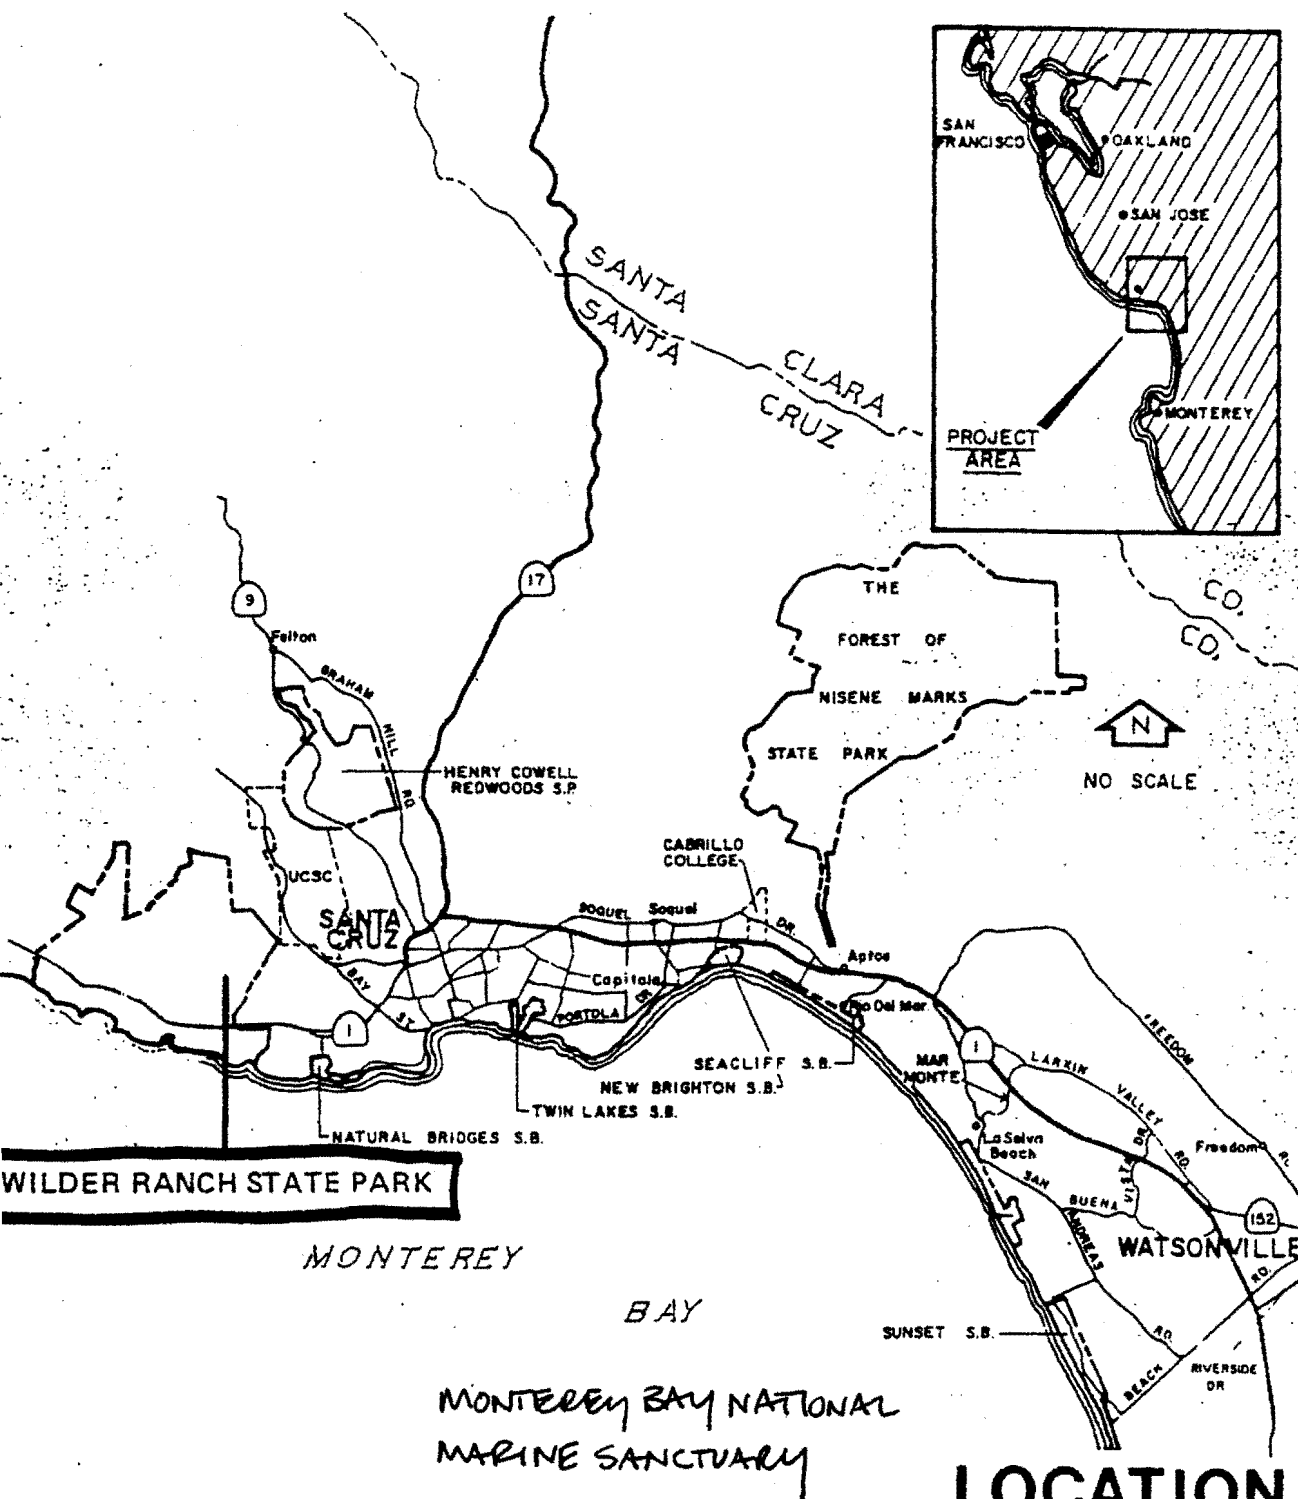 SAN
FRANCISCO
OAKLAND
SAN JOSE
MONTEREY
PROJECT
AREA
SANTA CLARA CO.
SANTA CRUZ CO.
17
9
Felton
GRAHAM HILL RD.
THE
FOREST OF
NISENE MARKS
STATE PARK
N
NO SCALE
HENRY COWELL
REDWOODS S.P.
CABRILLO
COLLEGE
UCSC
SANTA
CRUZ
SOQUEL DR.
Soquel
Aptos
BAY ST.
Capitola
PORTOLA DR.
Rio Del Mar
1
1
SEACLIFF S.B.
NEW BRIGHTON S.B.
TWIN LAKES S.B.
NATURAL BRIDGES S.B.
MAR
MONTE
LARKIN VALLEY RD.
FREEDOM
Freedom
La Selva
Beach
SAN ANDREAS RD.
BUENA VISTA DR.
152
WATSONVILLE
WILDER RANCH STATE PARK
MONTEREY
BAY
SUNSET S.B.
BEACH RD.
RIVERSIDE
DR
MONTEREY BAY NATIONAL
MARINE SANCTUARY
LOCATION